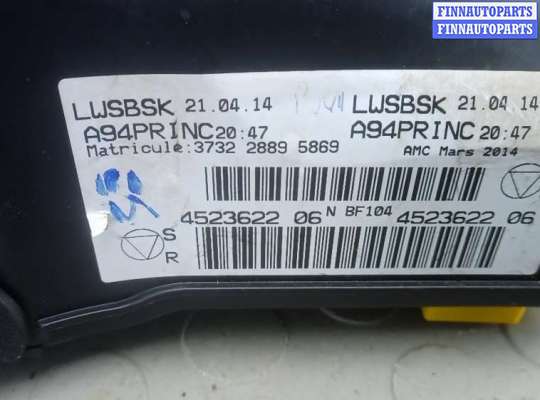 FINNAUTOPARTS
FINNAUTOPARTS
LWSBSK 21.04.14 LWSBSK 21.04.14
A94PRINC 20:47 A94PRINC 20:47
Matricule:3732 2889 5869 AMC Mars 2014
4523622 06 N BF104 4523622 06
S
R